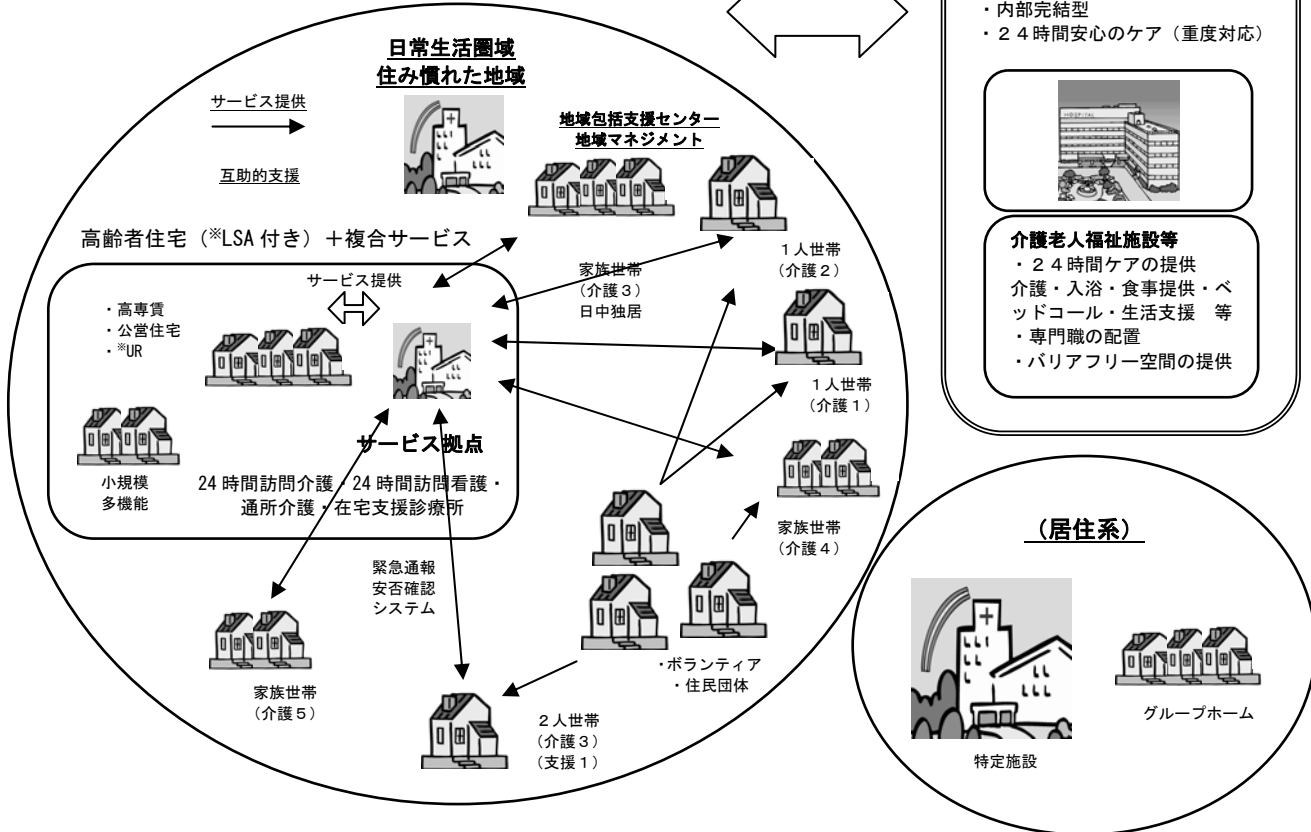 ・内部完結型
・２４時間安心のケア（重度対応）
日常生活圏域
住み慣れた地域
サービス提供
互助的支援
地域包括支援センター
地域マネジメント
高齢者住宅（※LSA 付き）＋複合サービス
サービス提供
・高専賃
・公営住宅
・※UR
小規模
多機能
サービス拠点
24 時間訪問介護・24 時間訪問看護・
通所介護・在宅支援診療所
家族世帯
（介護３）
日中独居
１人世帯
（介護２）
１人世帯
（介護１）
家族世帯
（介護４）
緊急通報
安否確認
システム
家族世帯
（介護５）
２人世帯
（介護３）
（支援１）
・ボランティア
・住民団体
HOSPITAL
介護老人福祉施設等
・２４時間ケアの提供
介護・入浴・食事提供・ベ
ッドコール・生活支援　等
・専門職の配置
・バリアフリー空間の提供
（居住系）
特定施設
グループホーム